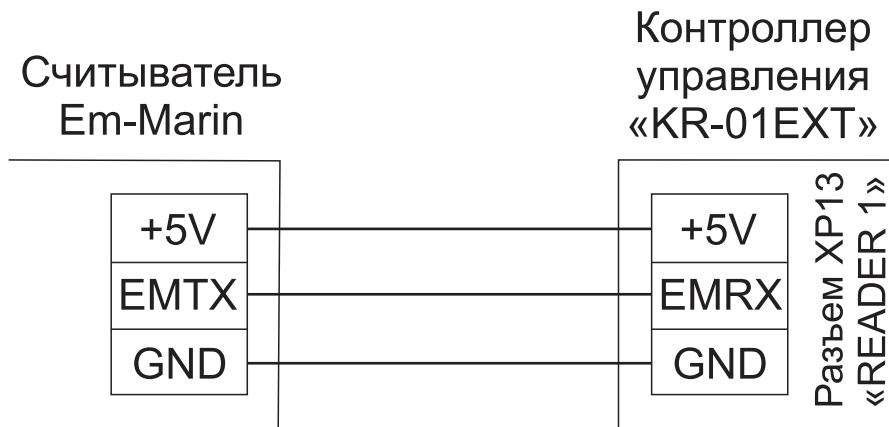 Считыватель
Em-Marin
Контроллер
управления
«KR-01EXT»
+5V
EMTX
GND
+5V
EMRX
GND
Разъем XP13
«READER 1»